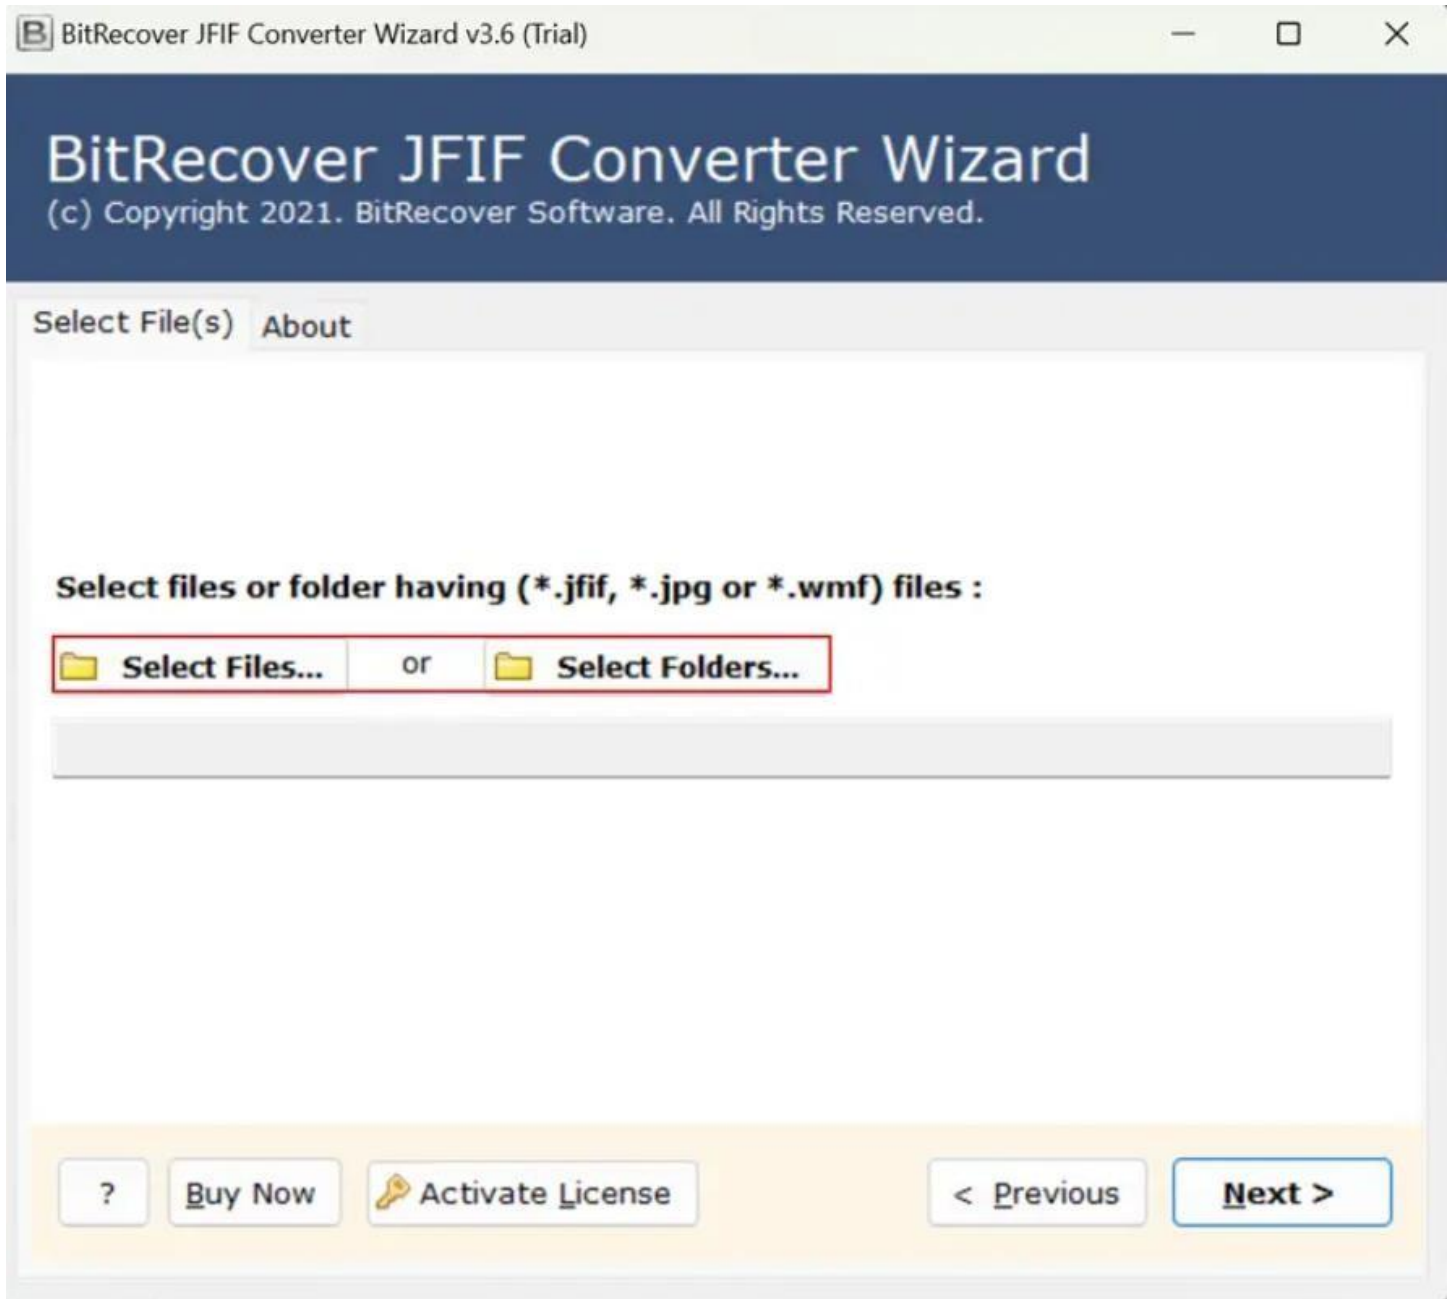 BitRecover JFIF Converter Wizard v3.6 (Trial)
BitRecover JFIF Converter Wizard
(c) Copyright 2021. BitRecover Software. All Rights Reserved.
Select File(s) About
Select files or folder having (*.jfif, *.jpg or *.wmf) files :
Select Files... or Select Folders...
? Buy Now Activate License < Previous Next >